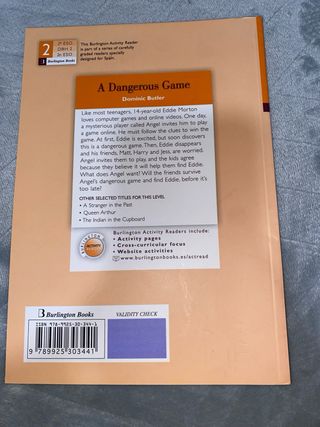 2
2º ESO
DBH 2
2n ESO
Burlington Books
This Burlington Activity Reader
is part of a series of carefully
graded readers specially
designed for Spain.
A Dangerous Game
Dominic Butler
Like most teenagers, 14-year-old Eddie Morton
loves computer games and online videos. One day,
a mysterious player called Angel invites him to play
a game online. He must follow the clues to win the
game. At first, Eddie is excited, but soon discovers
this is a dangerous game. Then, Eddie disappears
and his friends, Matt, Harry and Jess, are worried.
Angel invites them to play, and the kids agree
because they believe it will help them find Eddie.
What does Angel want? Will the friends survive
Angel's dangerous game and find Eddie, before it's
too late?
OTHER SELECTED TITLES FOR THIS LEVEL
• A Stranger in the Past
• Queen Arthur
• The Indian in the Cupboard
Burlington Activity Readers include:
• Activity pages
• Cross-curricular focus
• Website activities
www.burlingtonbooks.es/actread
ACTIVITY
Burlington Books
VALIDITY CHECK
ISBN 978-9925-30-344-1
9 789925 303441